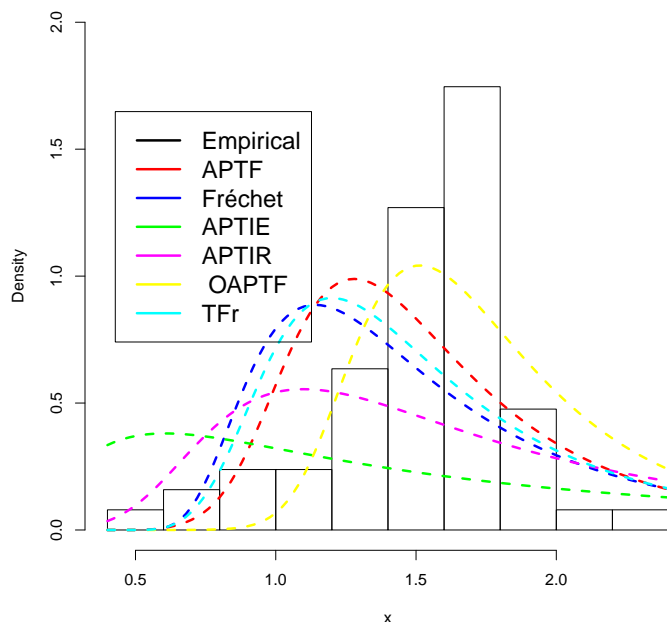 2.0
1.5
1.0
0.5
0.0
Density
Empirical
APTF
Fréchet
APTIE
APTIR
OAPTF
TFr
0.5 1.0 1.5 2.0
x